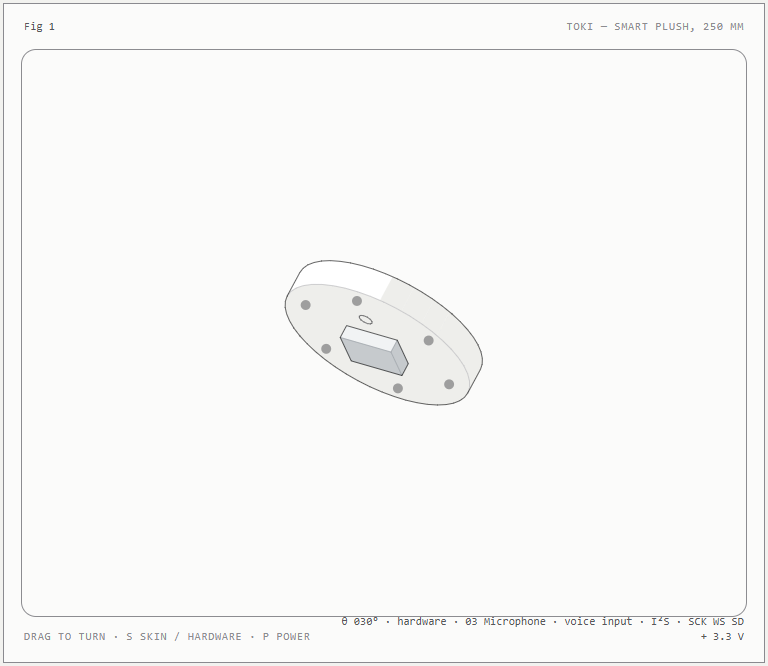 Fig 1
TOKI — SMART PLUSH, 250 MM
θ 030° · hardware · 03 Microphone · voice input · I²S · SCK WS SD
DRAG TO TURN · S SKIN / HARDWARE · P POWER
+ 3.3 V